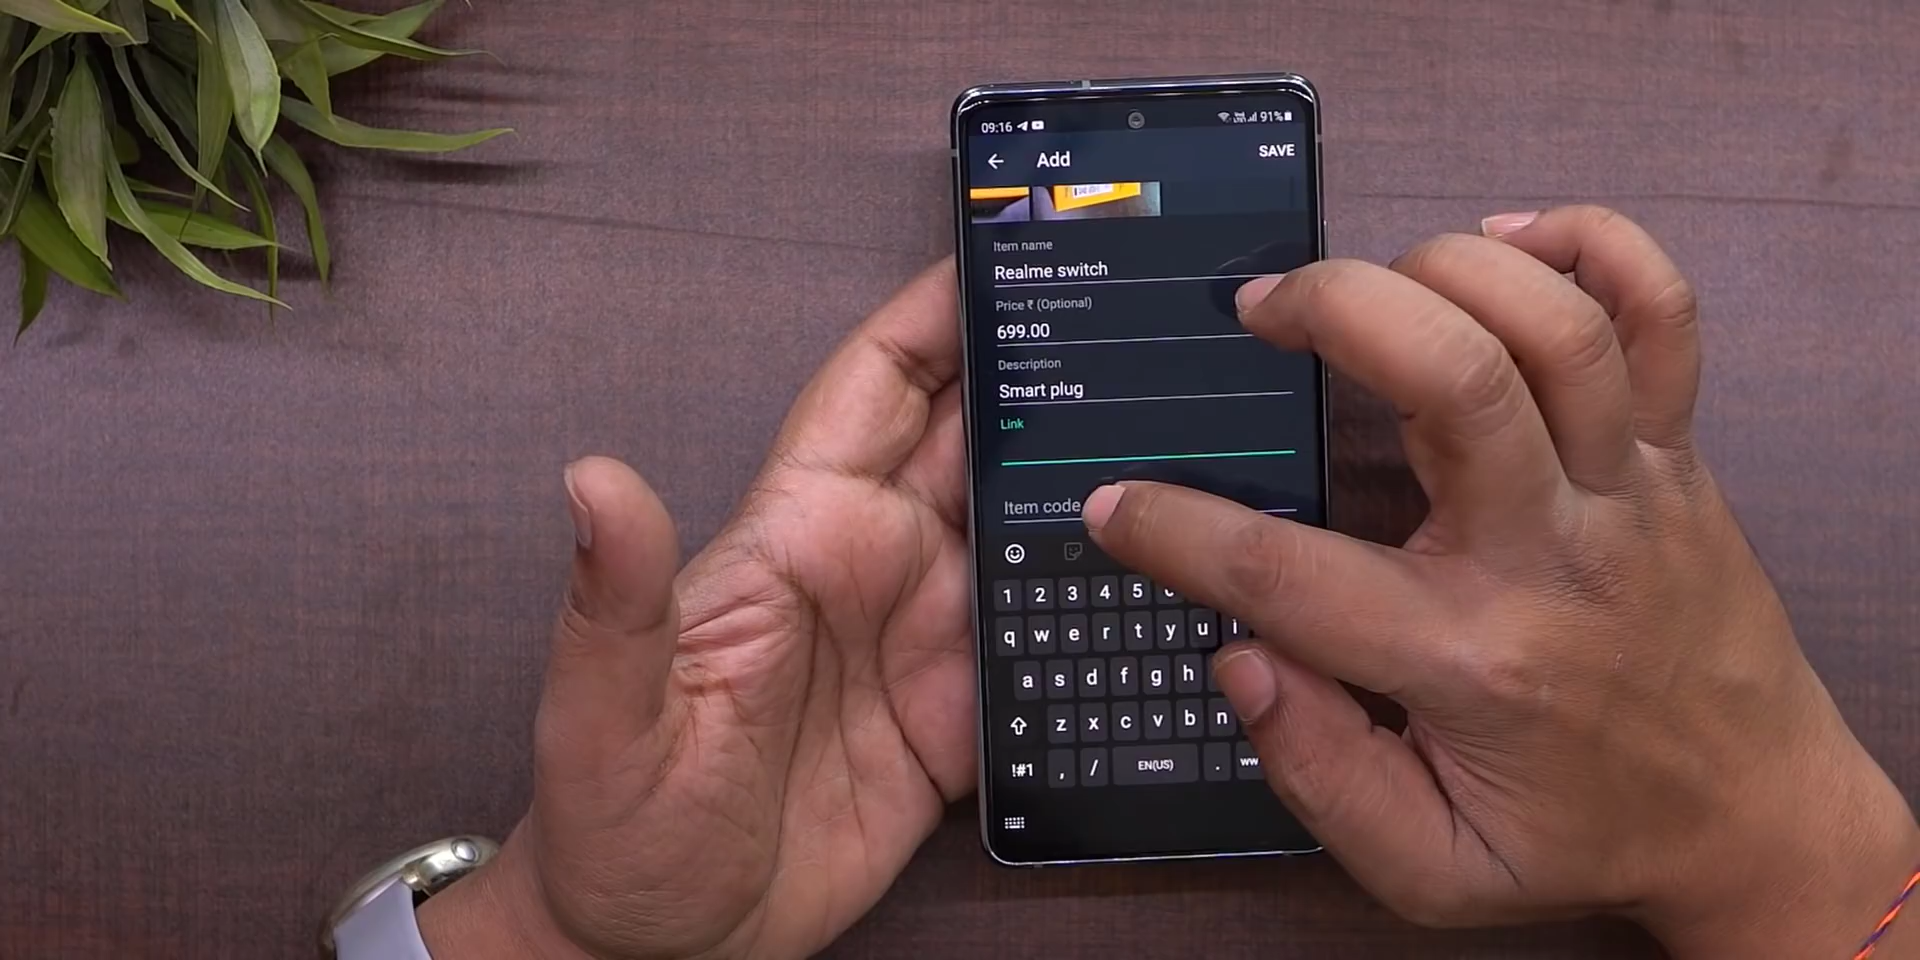 09:16 91%
Add SAVE
Item name
Realme switch
Price ₹ (Optional)
699.00
Description
Smart plug
Link
Item code
1 2 3 4 5
q w e r t y u i
a s d f g h
z x c v b n
!#1 , / EN(US) . ww